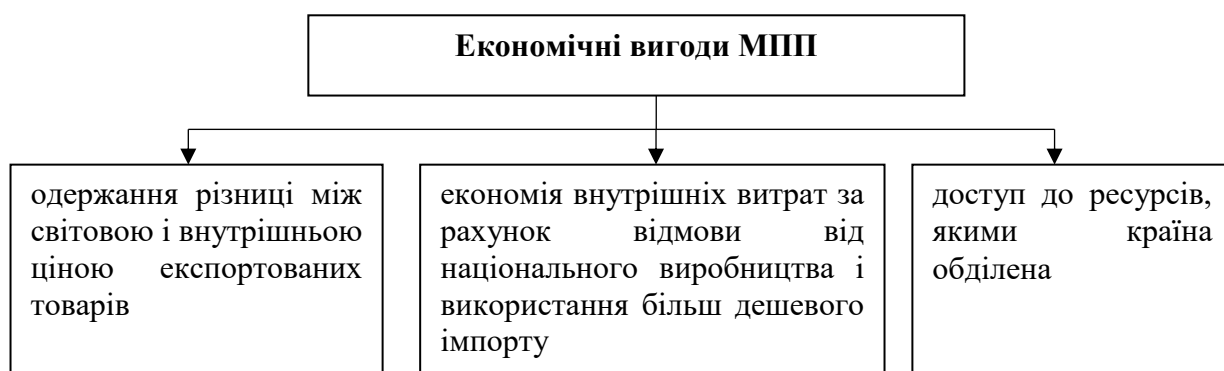 Економічні вигоди МПП
одержання різниці між
світовою і внутрішньою
ціною експортованих
товарів
економія внутрішніх витрат за
рахунок відмови від
національного виробництва і
використання більш дешевого
імпорту
доступ до ресурсів,
якими країна
обділена